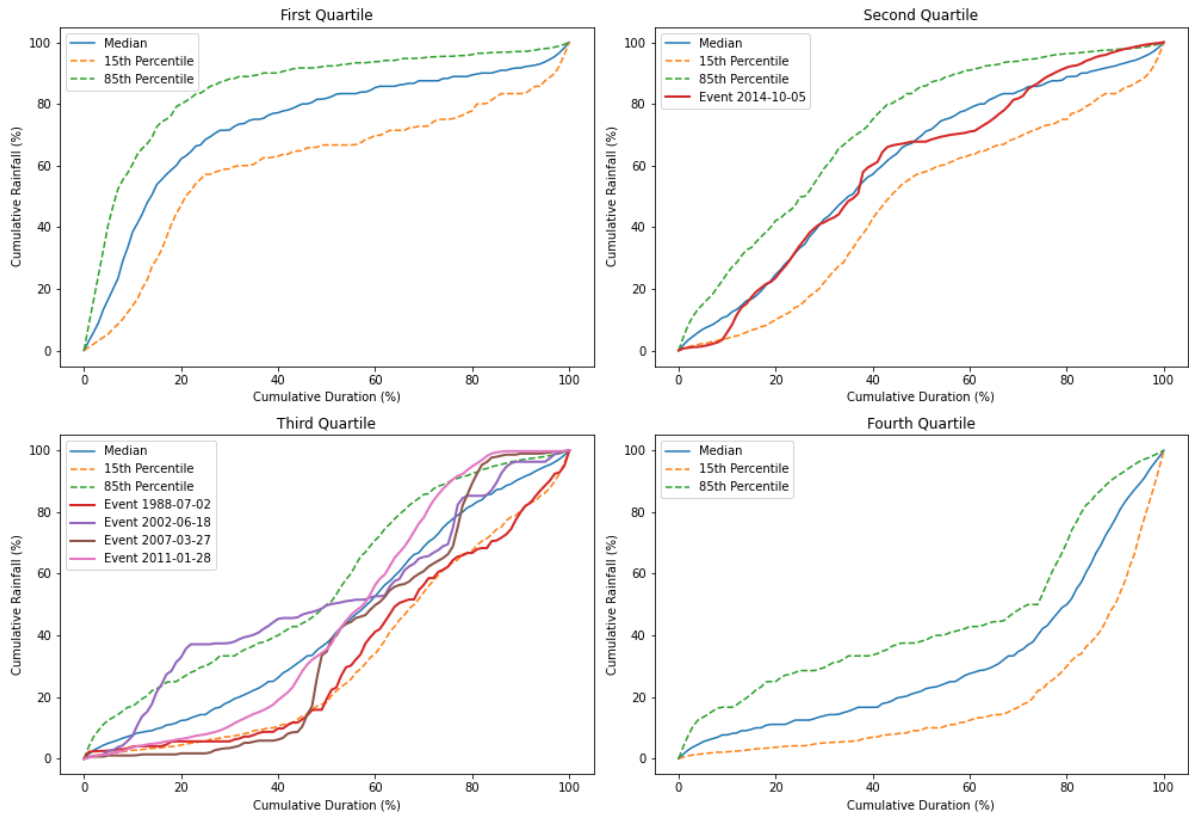 First Quartile
Median
15th Percentile
85th Percentile
100
80
60
40
20
0
Cumulative Rainfall (%)
0 20 40 60 80 100
Cumulative Duration (%)
Second Quartile
Median
15th Percentile
85th Percentile
Event 2014-10-05
100
80
60
40
20
0
Cumulative Rainfall (%)
0 20 40 60 80 100
Cumulative Duration (%)
Third Quartile
Median
15th Percentile
85th Percentile
Event 1988-07-02
Event 2002-06-18
Event 2007-03-27
Event 2011-01-28
100
80
60
40
20
0
Cumulative Rainfall (%)
0 20 40 60 80 100
Cumulative Duration (%)
Fourth Quartile
Median
15th Percentile
85th Percentile
100
80
60
40
20
0
Cumulative Rainfall (%)
0 20 40 60 80 100
Cumulative Duration (%)